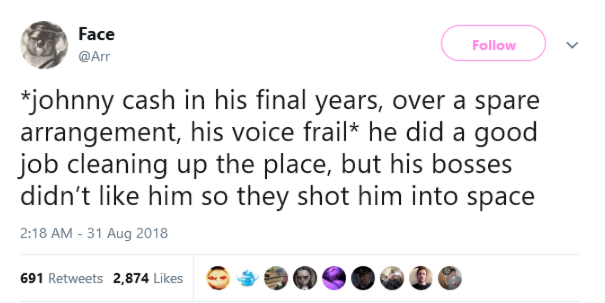 Face
@Arr
Follow
*johnny cash in his final years, over a spare
arrangement, his voice frail* he did a good
job cleaning up the place, but his bosses
didn’t like him so they shot him into space
2:18 AM - 31 Aug 2018
691 Retweets 2,874 Likes